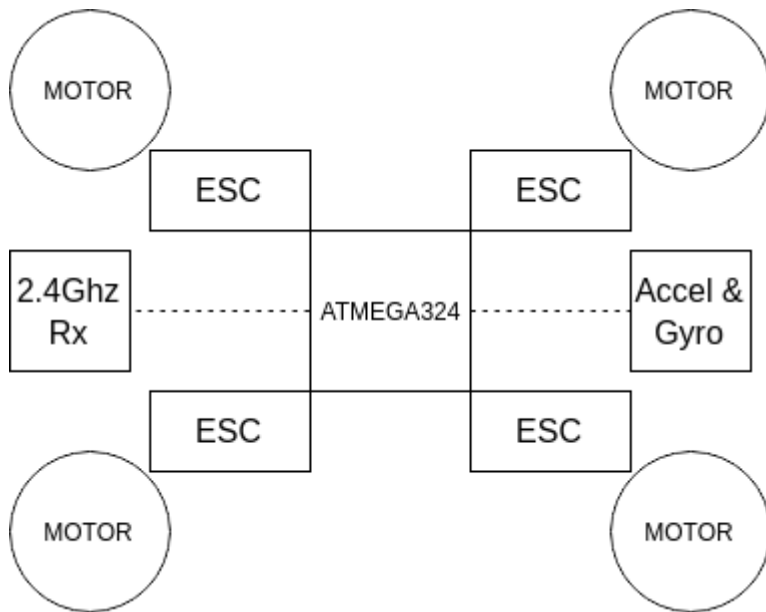 MOTOR
MOTOR
ESC
ESC
2.4Ghz
Rx
ATMEGA324
Accel &
Gyro
ESC
ESC
MOTOR
MOTOR